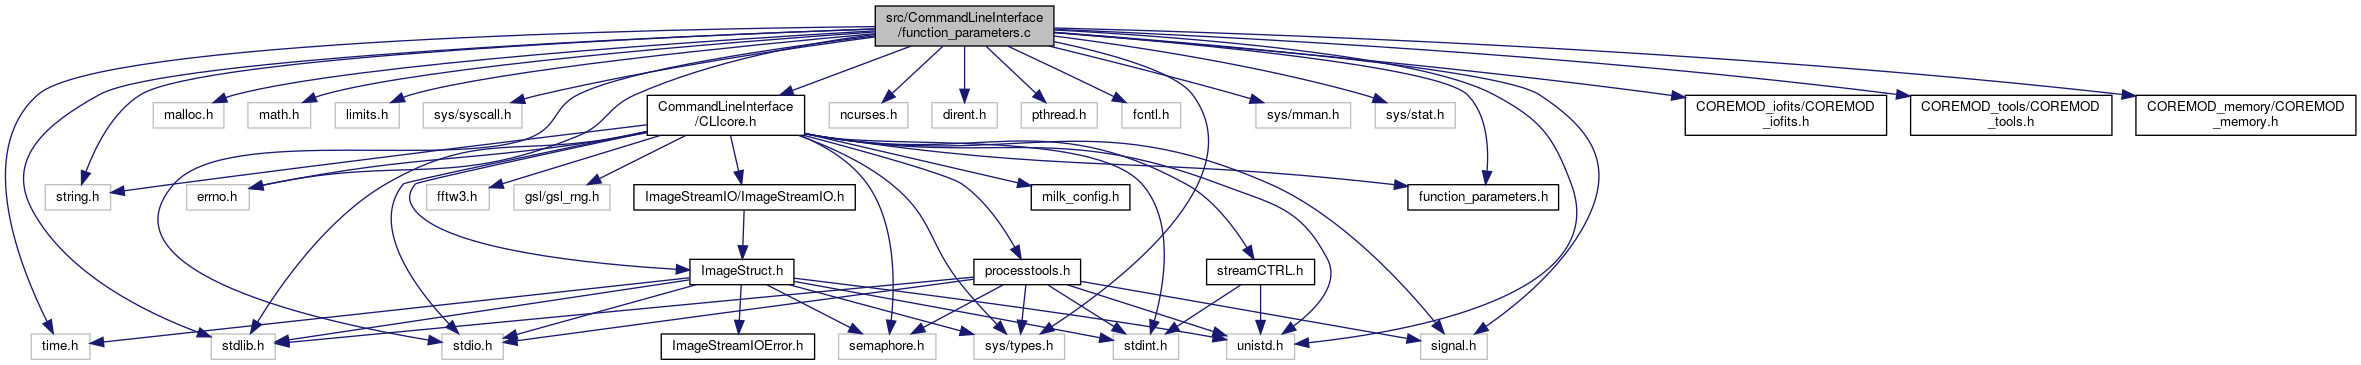 src/CommandLineInterface
/function_parameters.c
malloc.h
math.h
limits.h
sys/syscall.h
CommandLineInterface
/CLIcore.h
ncurses.h
dirent.h
pthread.h
fcntl.h
sys/mman.h
sys/stat.h
COREMOD_iofits/COREMOD
_iofits.h
COREMOD_tools/COREMOD
_tools.h
COREMOD_memory/COREMOD
_memory.h
string.h
errno.h
fftw3.h
gsl/gsl_rng.h
ImageStreamIO/ImageStreamIO.h
milk_config.h
function_parameters.h
ImageStruct.h
processtools.h
streamCTRL.h
time.h
stdlib.h
stdio.h
ImageStreamIOError.h
semaphore.h
sys/types.h
stdint.h
unistd.h
signal.h